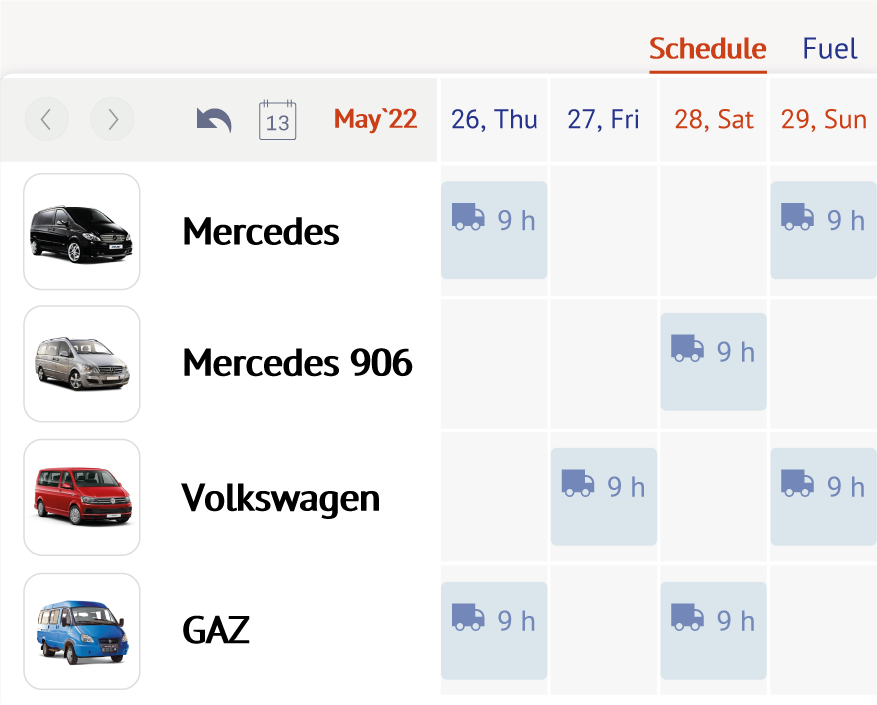 Schedule Fuel
13 May`22 26, Thu 27, Fri 28, Sat 29, Sun
Mercedes 9 h 9 h
Mercedes 906 9 h
Volkswagen 9 h 9 h
GAZ 9 h 9 h